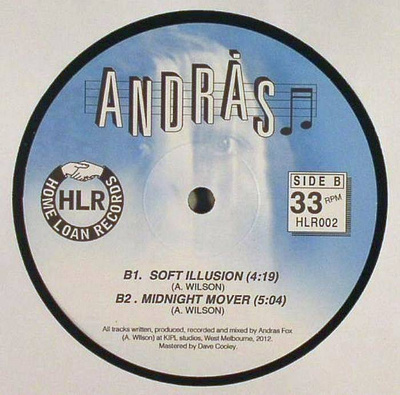 ANDRÀS
HOME LOAN RECORDS
HLR
SIDE B
33 RPM
HLR002
B1. SOFT ILLUSION (4:19)
(A. WILSON)
B2. MIDNIGHT MOVER (5:04)
(A. WILSON)
All tracks written, produced, recorded and mixed by Andras Fox
(A. Wilson) at KIPL studios, West Melbourne, 2012.
Mastered by Dave Cooley.